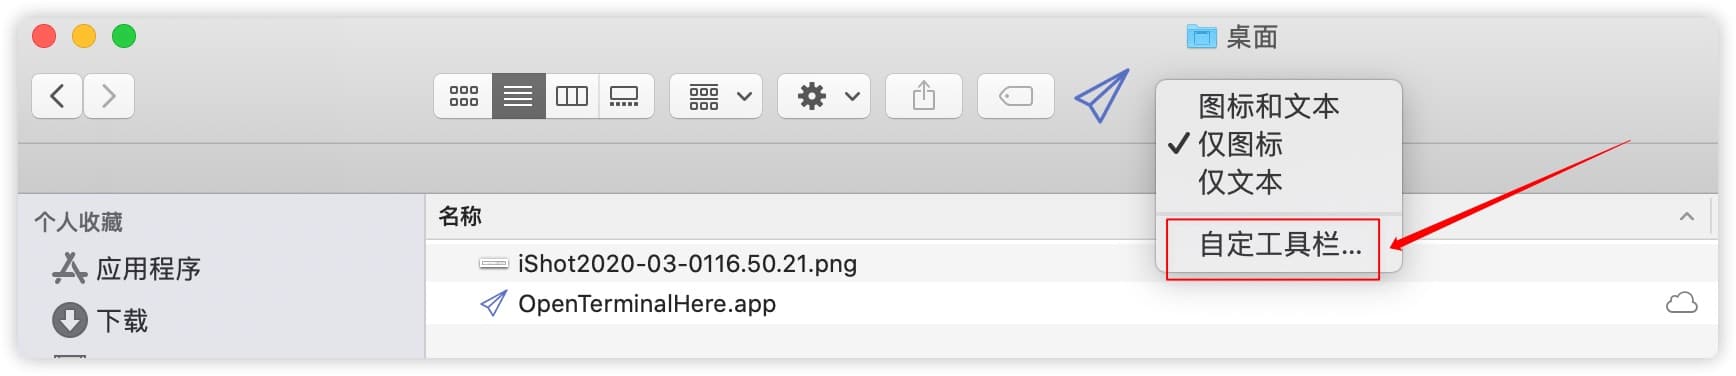 桌面
图标和文本
仅图标
仅文本
自定工具栏...
个人收藏
应用程序
下载
名称
iShot2020-03-0116.50.21.png
OpenTerminalHere.app